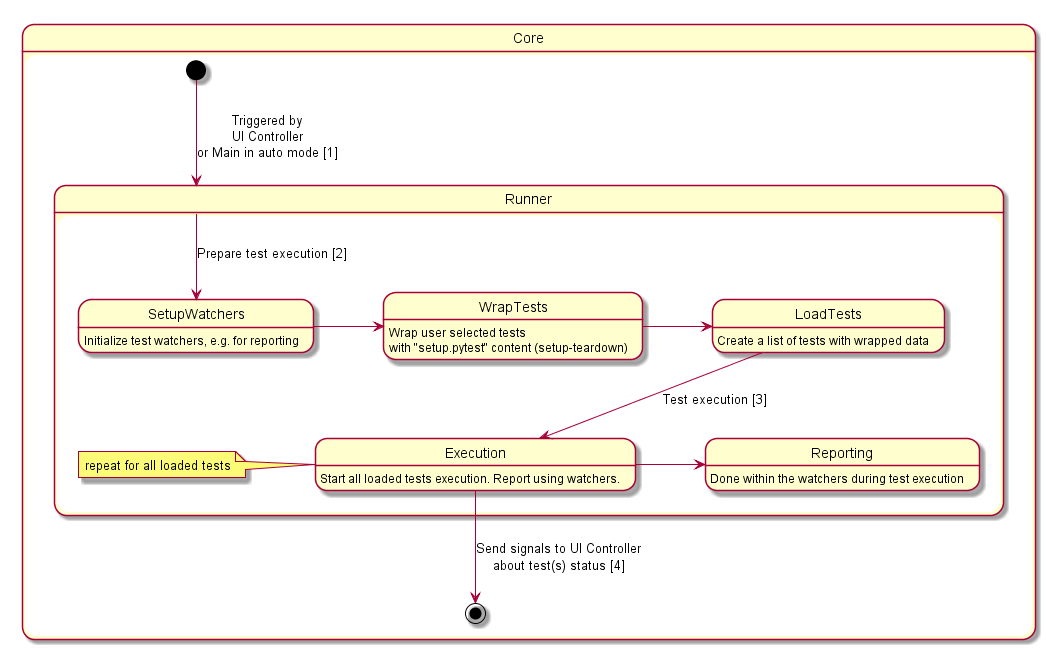 Core
Triggered by
UI Controller
or Main in auto mode [1]
Runner
Prepare test execution [2]
SetupWatchers
Initialize test watchers, e.g. for reporting
WrapTests
Wrap user selected tests
with "setup.pytest" content (setup-teardown)
LoadTests
Create a list of tests with wrapped data
Test execution [3]
repeat for all loaded tests
Execution
Start all loaded tests execution. Report using watchers.
Reporting
Done within the watchers during test execution
Send signals to UI Controller
about test(s) status [4]